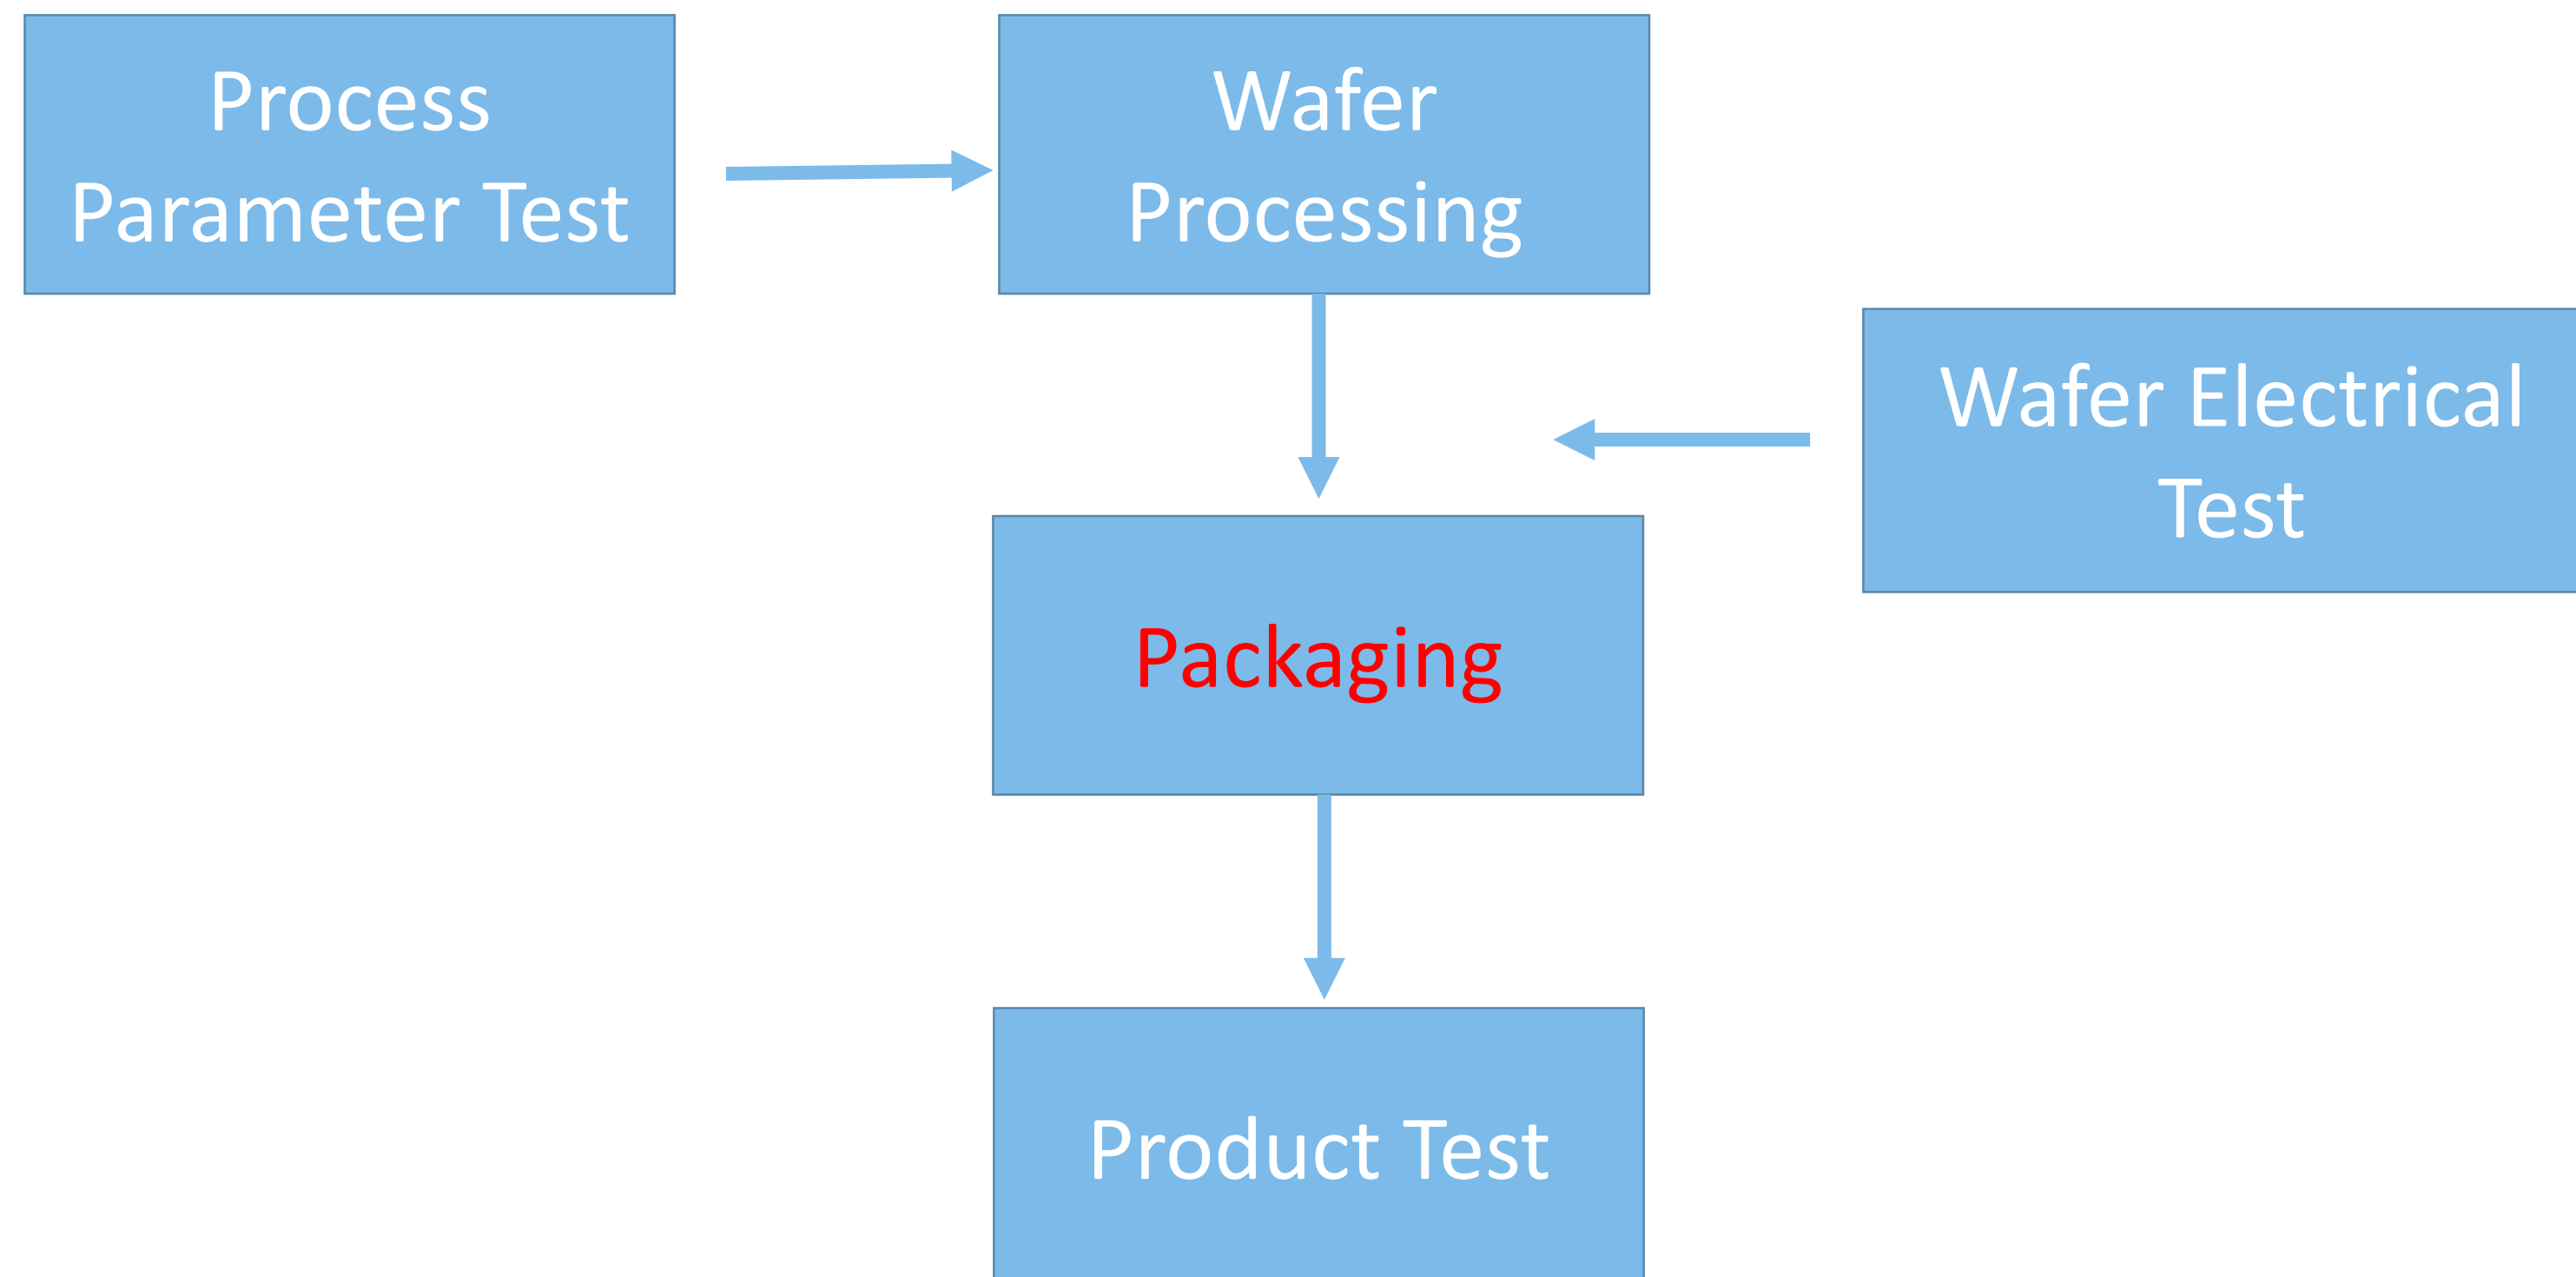 Process
Parameter Test
Wafer
Processing
Wafer Electrical
Test
Packaging
Product Test